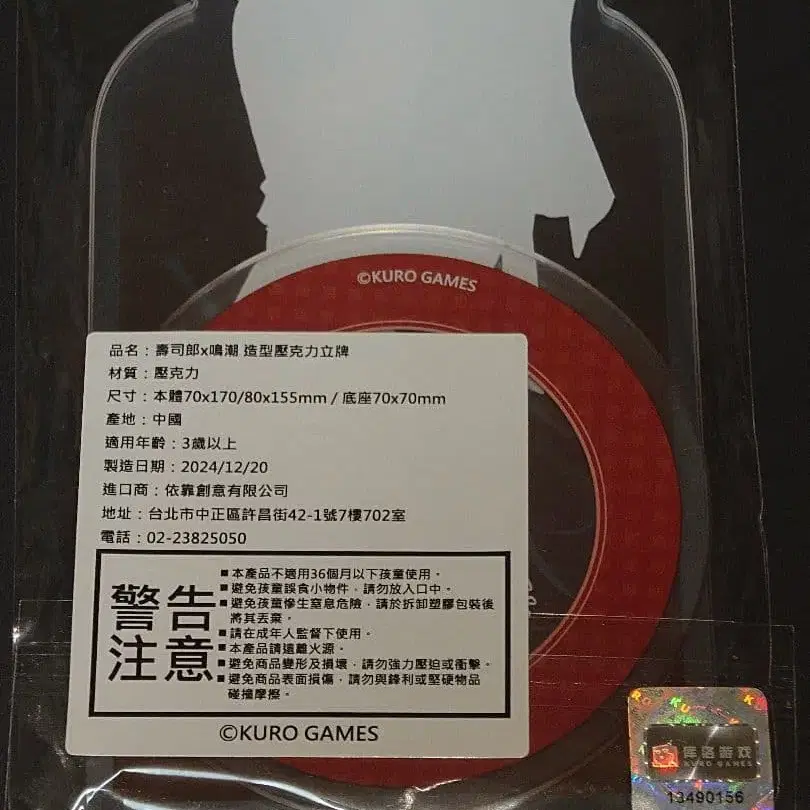 ©KURO GAMES
品名：壽司郎x鳴潮 造型壓克力立牌
材質：壓克力
尺寸：本體70x170/80x155mm / 底座70x70mm
產地：中國
適用年齡：3歲以上
製造日期：2024/12/20
進口商：依靠創意有限公司
地址：台北市中正區許昌街42-1號7樓702室
電話：02-23825050
警告
注意
■本產品不適用36個月以下孩童使用。
■避免孩童誤食小物件，請勿放入口中。
■避免孩童慘生窒息危險，請於拆卸塑膠包裝後
將其丟棄。
■請在成年人監督下使用。
■本產品請遠離火源。
■避免商品變形及損壞，請勿強力壓迫或衝擊。
■避免商品表面損傷，請勿與鋒利或堅硬物品
碰撞摩擦。
©KURO GAMES
库洛游戏
KURO GAMES
13490156